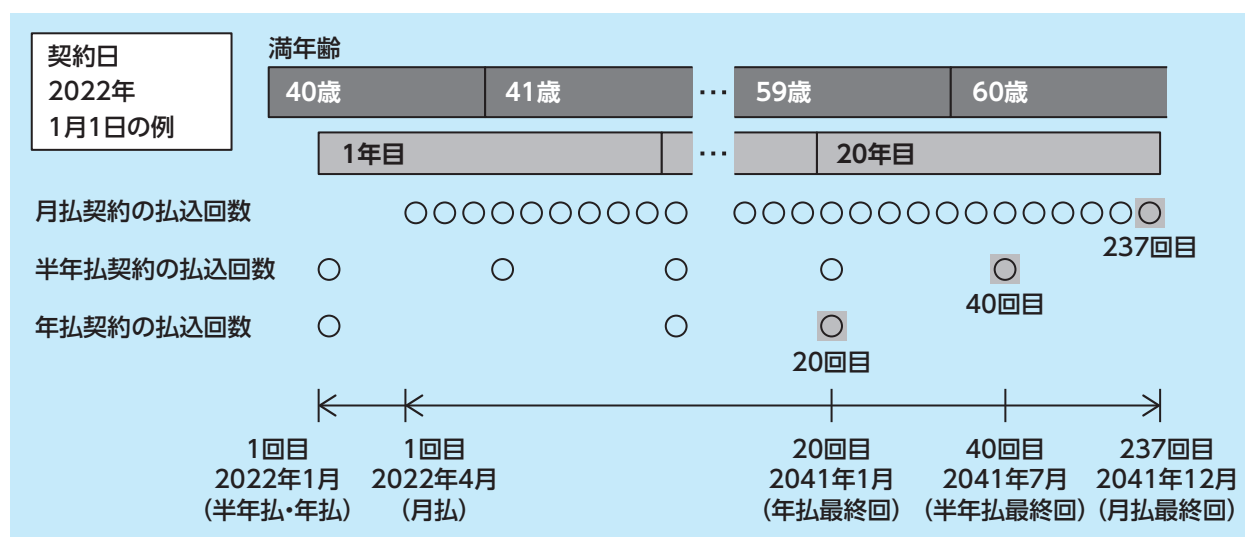 契約日
2022年
1月1日の例
満年齢
40歳 41歳 … 59歳 60歳
1年目 … 20年目
月払契約の払込回数
237回目
半年払契約の払込回数
40回目
年払契約の払込回数
20回目
1回目 1回目 20回目 40回目 237回目
2022年1月 2022年4月 2041年1月 2041年7月 2041年12月
（半年払・年払） （月払） （年払最終回） （半年払最終回） （月払最終回）